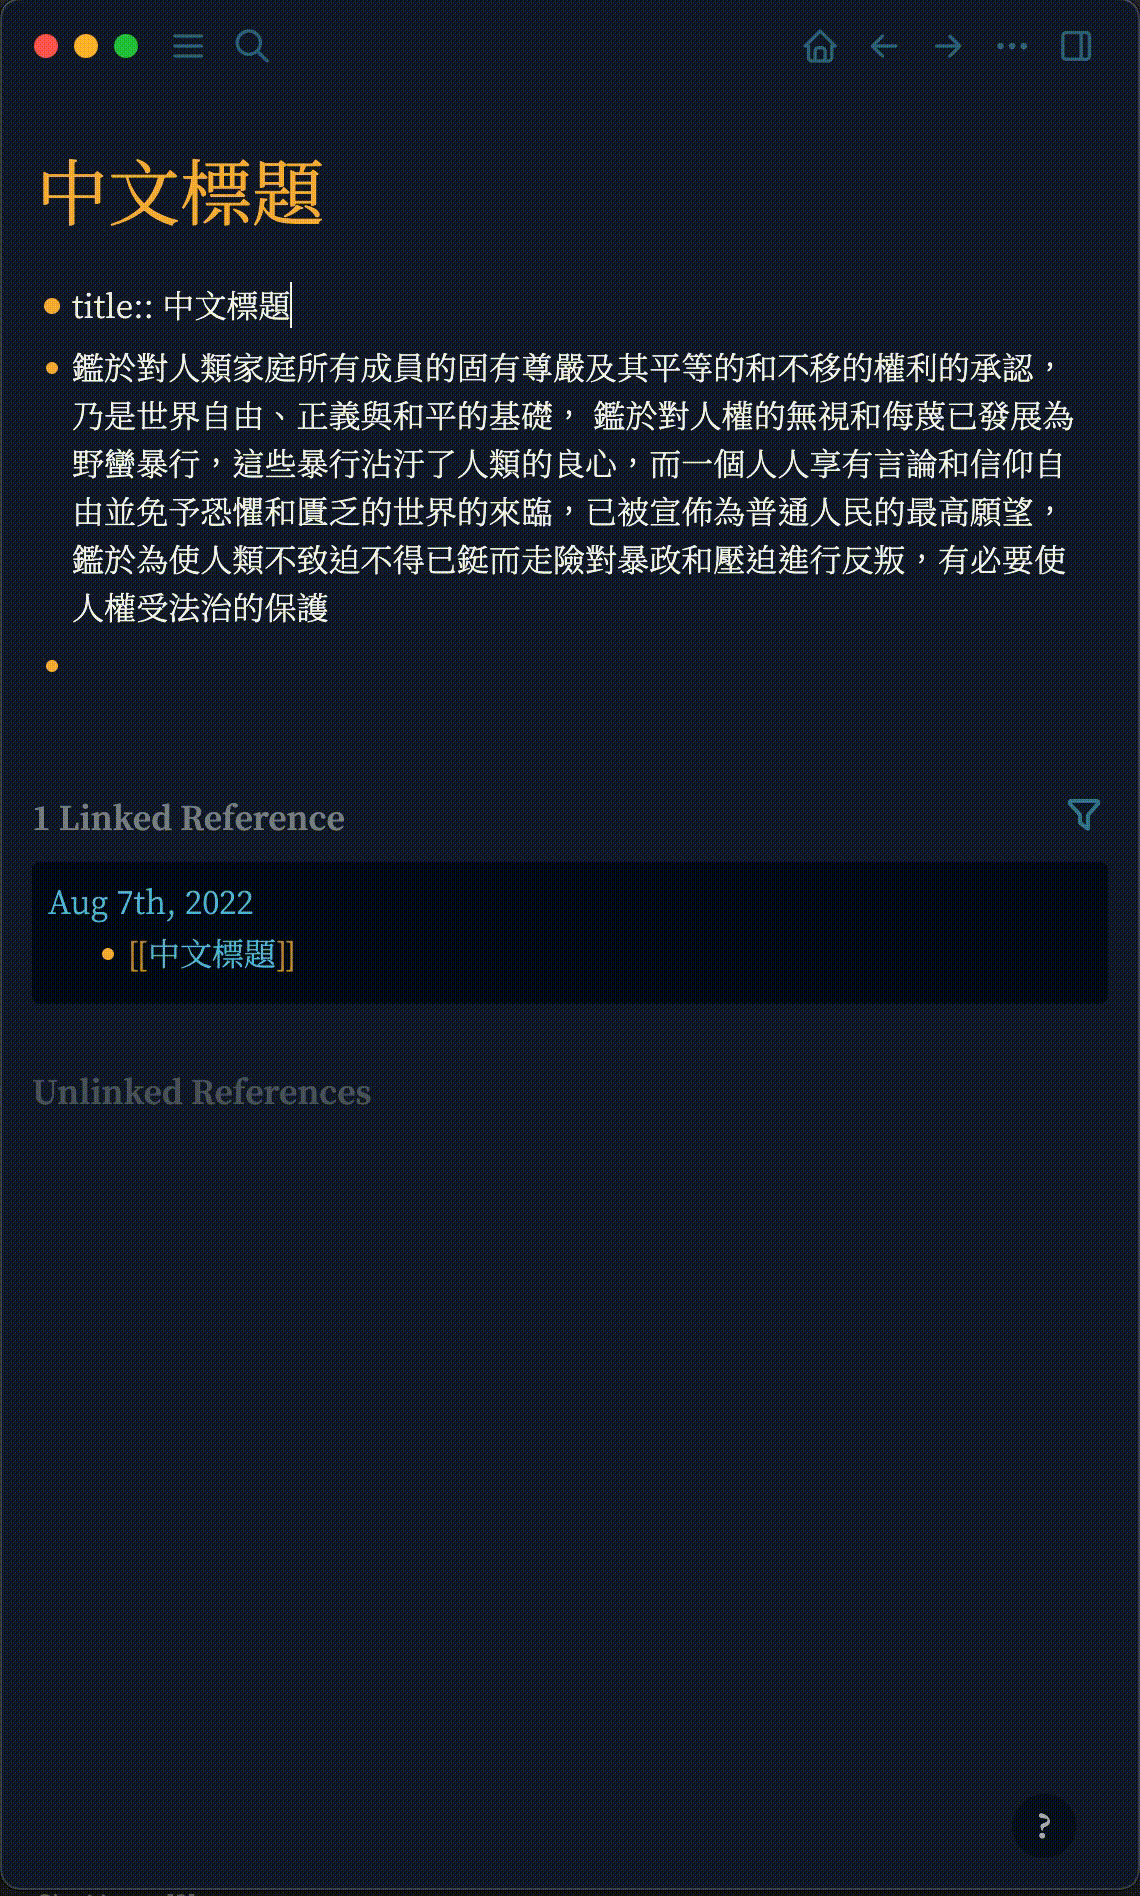 中文標題
title:: 中文標題
鑑於對人類家庭所有成員的固有尊嚴及其平等的和不移的權利的承認，
乃是世界自由、正義與和平的基礎， 鑑於對人權的無視和侮蔑已發展為
野蠻暴行，這些暴行沾汙了人類的良心，而一個人人享有言論和信仰自
由並免予恐懼和匱乏的世界的來臨，已被宣佈為普通人民的最高願望，
鑑於為使人類不致迫不得已鋌而走險對暴政和壓迫進行反叛，有必要使
人權受法治的保護
1 Linked Reference
Aug 7th, 2022
[[中文標題]]
Unlinked References
?